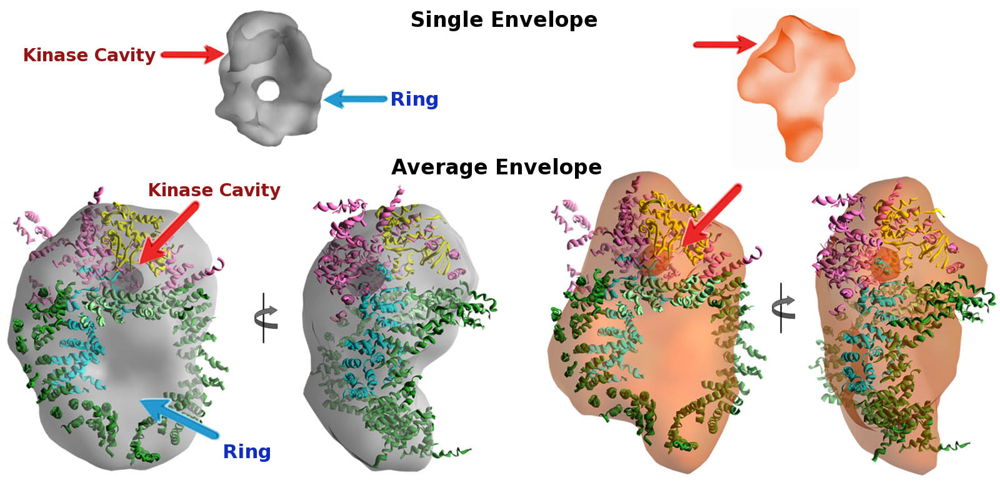 Single Envelope
Kinase Cavity
Ring
Average Envelope
Kinase Cavity
Ring